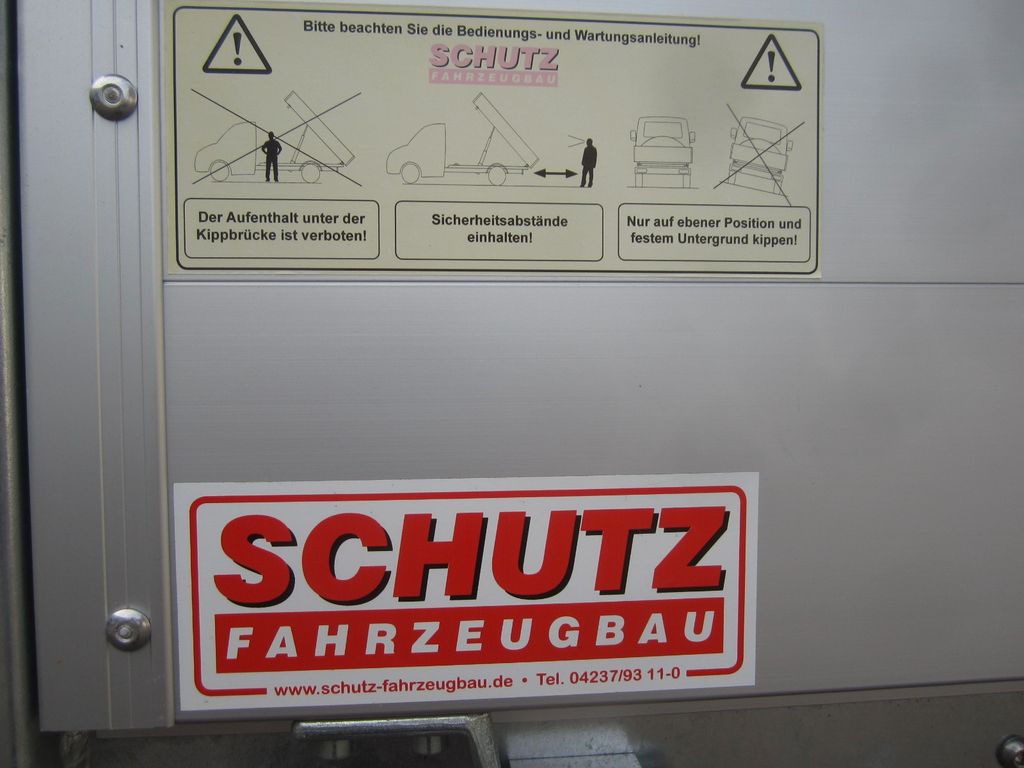 Bitte beachten Sie die Bedienungs- und Wartungsanleitung!
SCHUTZ
FAHRZEUGBAU
Der Aufenthalt unter der
Kippbrücke ist verboten!
Sicherheitsabstände
einhalten!
Nur auf ebener Position und
festem Untergrund kippen!
SCHUTZ
FAHRZEUGBAU
www.schutz-fahrzeugbau.de • Tel. 04237/93 11-0